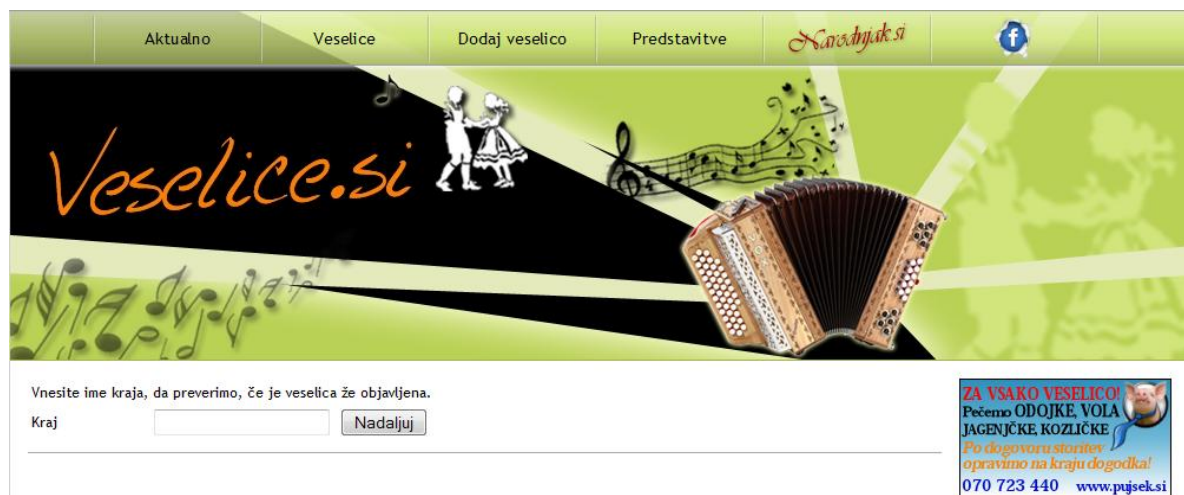 Aktualno Veselice Dodaj veselico Predstavitve Narodnjak.si f
Veselice.si
Vnesite ime kraja, da preverimo, če je veselica že objavljena.
Kraj Nadaljuj
ZA VSAKO VESELICO!
Pečemo ODOJKE, VOLA
JAGENJČKE, KOZLIČKE
Po dogovoru storitev
opravimo na kraju dogodka!
070 723 440 www.pujsek.si